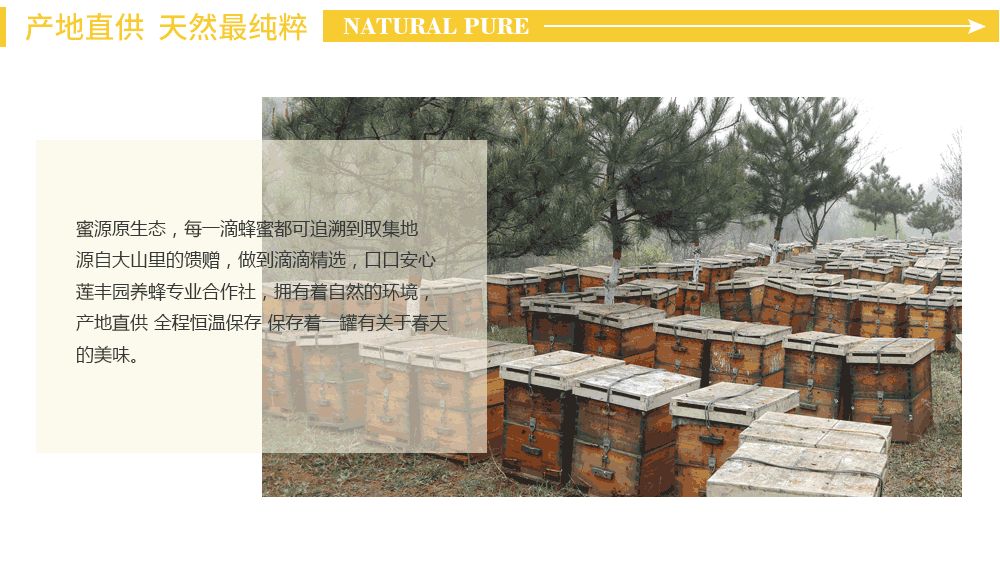 产地直供 天然最纯粹
NATURAL PURE
蜜源原生态，每一滴蜂蜜都可追溯到取集地
源自大山里的馈赠，做到滴滴精选，口口安心
莲丰园养蜂专业合作社，拥有着自然的环境，
产地直供 全程恒温保存 保存着一罐有关于春天
的美味。